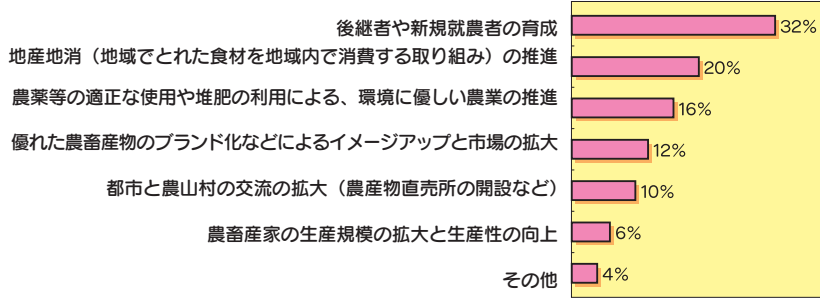 後継者や新規就農者の育成 32%
地産地消（地域でとれた食材を地域内で消費する取り組み）の推進 20%
農薬等の適正な使用や堆肥の利用による、環境に優しい農業の推進 16%
優れた農畜産物のブランド化などによるイメージアップと市場の拡大 12%
都市と農山村の交流の拡大（農産物直売所の開設など） 10%
農畜産家の生産規模の拡大と生産性の向上 6%
その他 4%